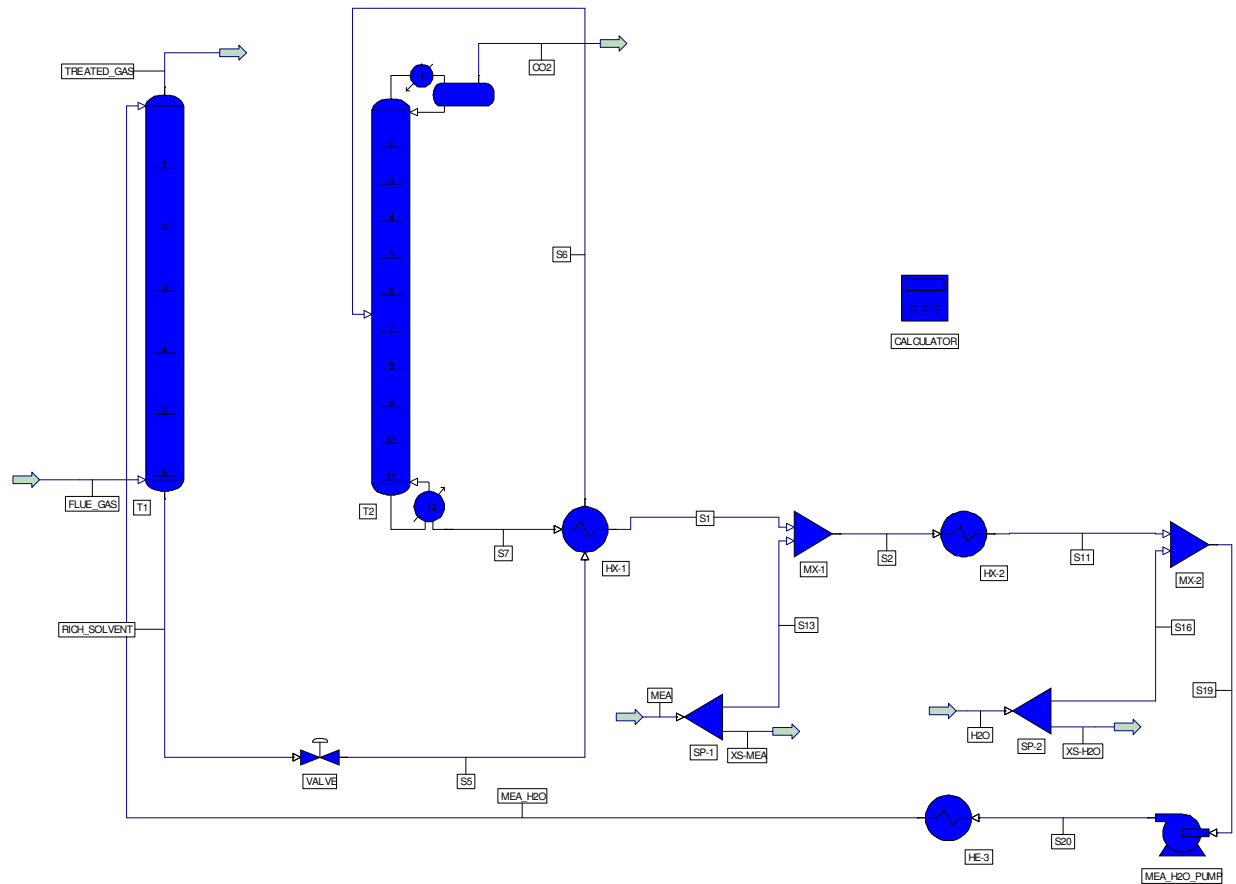 TREATED_GAS
CO2
1
1
2
3
4
5
6
2
3
4
5
6
7
8
9
10
11
12
S6
CALCULATOR
FLUE_GAS
T1
T2
S7
HX-1
S1
MX-1
S2
HX-2
S11
MX-2
RICH_SOLVENT
S13
S16
S19
MEA
SP-1
XS-MEA
H2O
SP-2
XS-H2O
VALVE
S5
MEA_H2O
HE-3
S20
MEA_H2O_PUMP